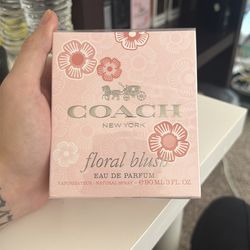 COACH
NEW YORK
floral blush
EAU DE PARFUM
VAPORISATEUR • NATURAL SPRAY • e 90 ML 3 FL. OZ